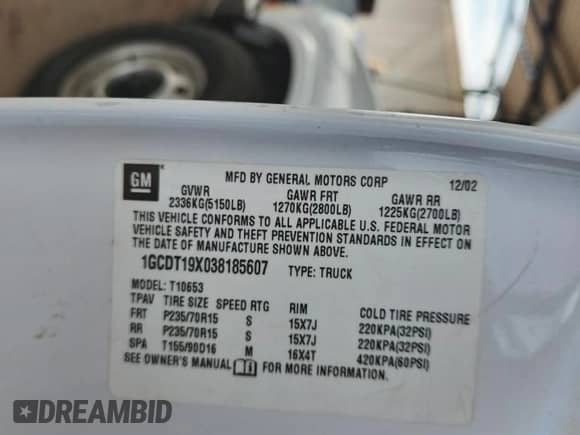 GM
MFD BY GENERAL MOTORS CORP 12/02
GVWR GAWR FRT GAWR RR
2336KG(5150LB) 1270KG(2800LB) 1225KG(2700LB)
THIS VEHICLE CONFORMS TO ALL APPLICABLE U.S. FEDERAL MOTOR
VEHICLE SAFETY AND THEFT PREVENTION STANDARDS IN EFFECT ON
THE DATE OF MANUFACTURE SHOWN ABOVE.
1GCDT19X038185607 TYPE: TRUCK
MODEL: T10653
TPAV TIRE SIZE SPEED RTG RIM COLD TIRE PRESSURE
FRT P235/70R15 S 15X7J 220KPA(32PSI)
RR P235/70R15 S 15X7J 220KPA(32PSI)
SPA T155/90D16 M 16X4T 420KPA(60PSI)
SEE OWNER'S MANUAL FOR MORE INFORMATION.
DREAMBID